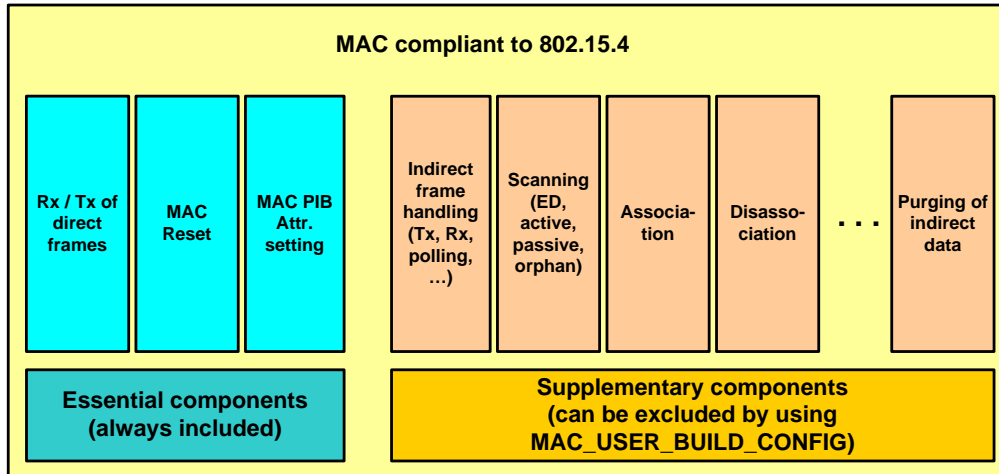 MAC compliant to 802.15.4
Rx / Tx of
direct
frames
MAC
Reset
MAC PIB
Attr.
setting
Indirect
frame
handling
(Tx, Rx,
polling,
…)
Scanning
(ED,
active,
passive,
orphan)
Associa-
tion
Disasso-
ciation
. . .
Purging of
indirect
data
Essential components
(always included)
Supplementary components
(can be excluded by using
MAC_USER_BUILD_CONFIG)